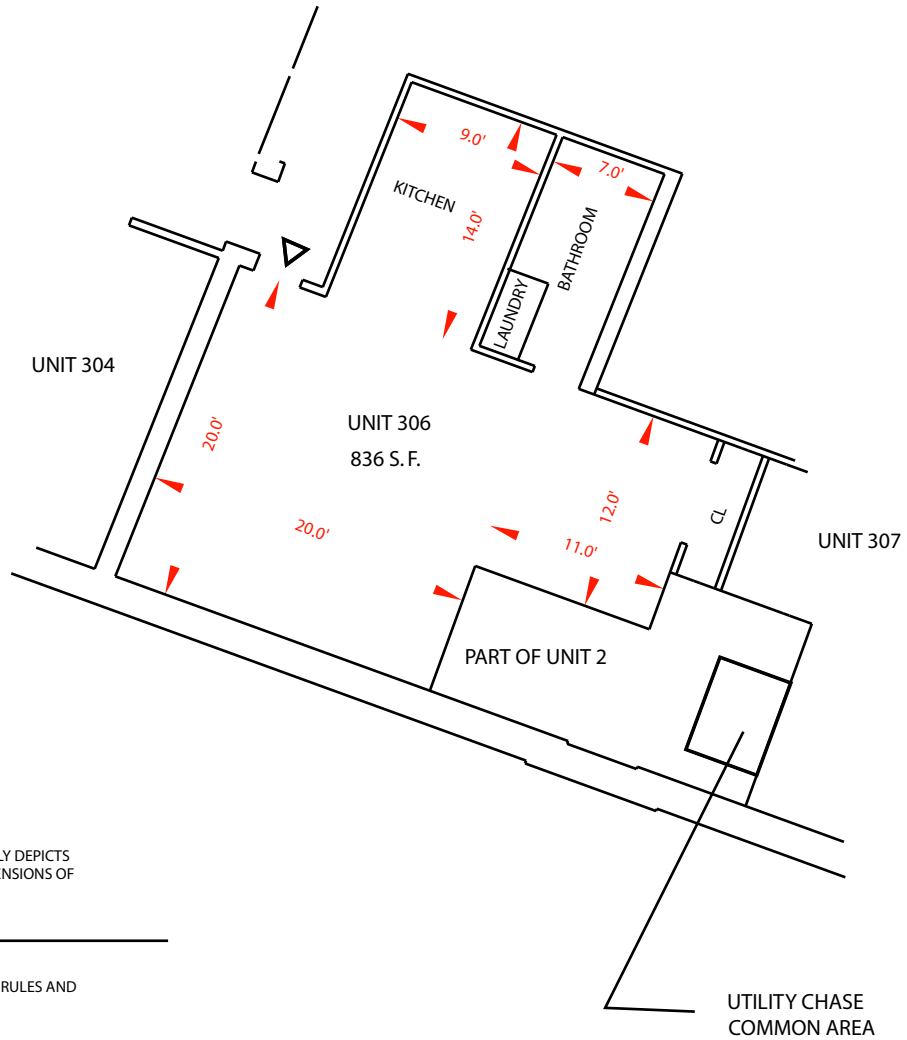 9.0'
7.0'
KITCHEN
14.0'
BATHROOM
LAUNDRY
UNIT 304
20.0'
UNIT 306
836 S. F.
12.0'
CL
20.0'
11.0'
UNIT 307
PART OF UNIT 2
LY DEPICTS
ENSIONS OF
RULES AND
UTILITY CHASE
COMMON AREA